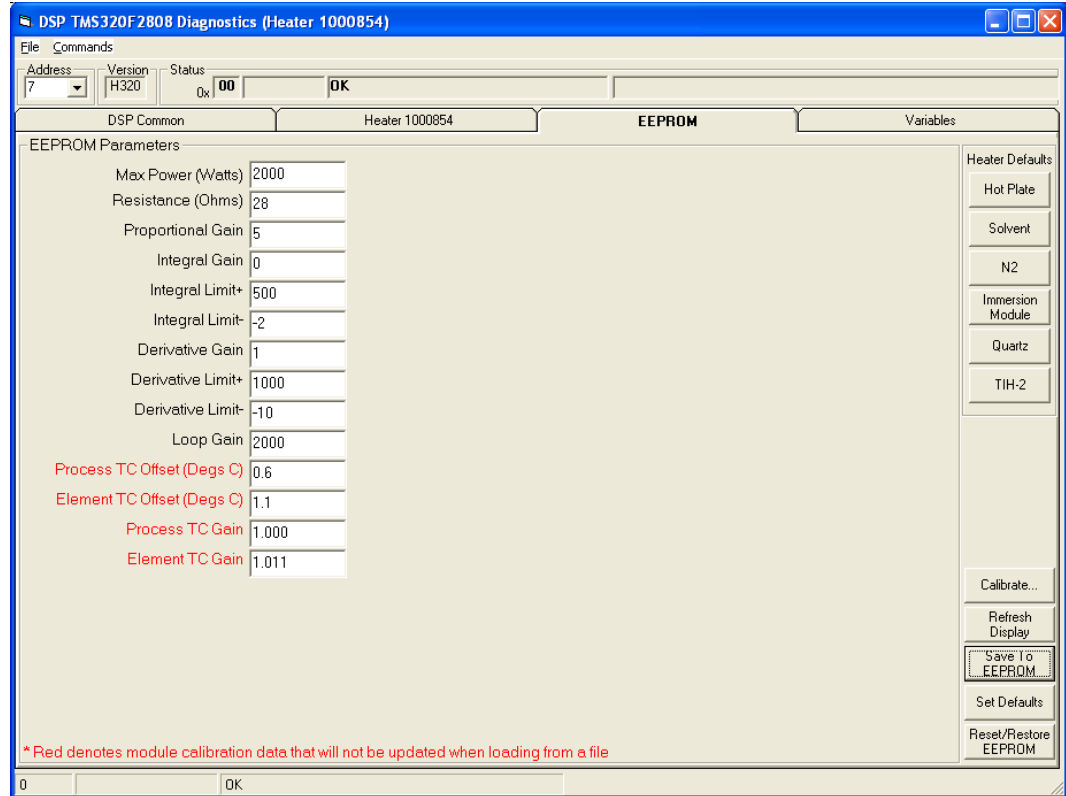 DSP TMS320F2808 Diagnostics (Heater 1000854)
File Commands
Address Version Status
7 H320 0x 00 OK
DSP Common Heater 1000854 EEPROM Variables
EEPROM Parameters
Max Power (Watts) 2000
Resistance (Ohms) 28
Proportional Gain 5
Integral Gain 0
Integral Limit+ 500
Integral Limit- -2
Derivative Gain 1
Derivative Limit+ 1000
Derivative Limit- -10
Loop Gain 2000
Process TC Offset (Degs C) 0.6
Element TC Offset (Degs C) 1.1
Process TC Gain 1.000
Element TC Gain 1.011
Heater Defaults
Hot Plate
Solvent
N2
Immersion
Module
Quartz
TIH-2
Calibrate...
Refresh
Display
Save To
EEPROM
Set Defaults
Reset/Restore
EEPROM
* Red denotes module calibration data that will not be updated when loading from a file
0 OK